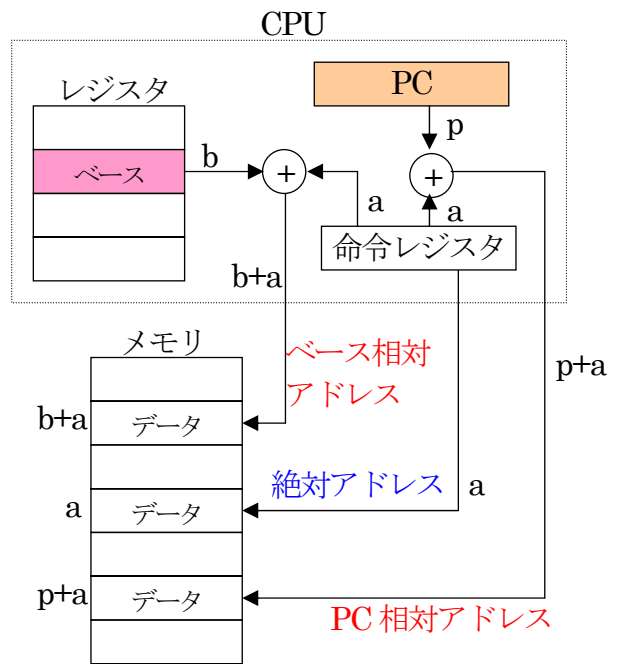 CPU
レジスタ
PC
p
ベース
b
+
+
a
a
命令レジスタ
b+a
メモリ
ベース相対
アドレス
p+a
b+a
データ
絶対アドレス
a
a
データ
p+a
データ
PC 相対アドレス